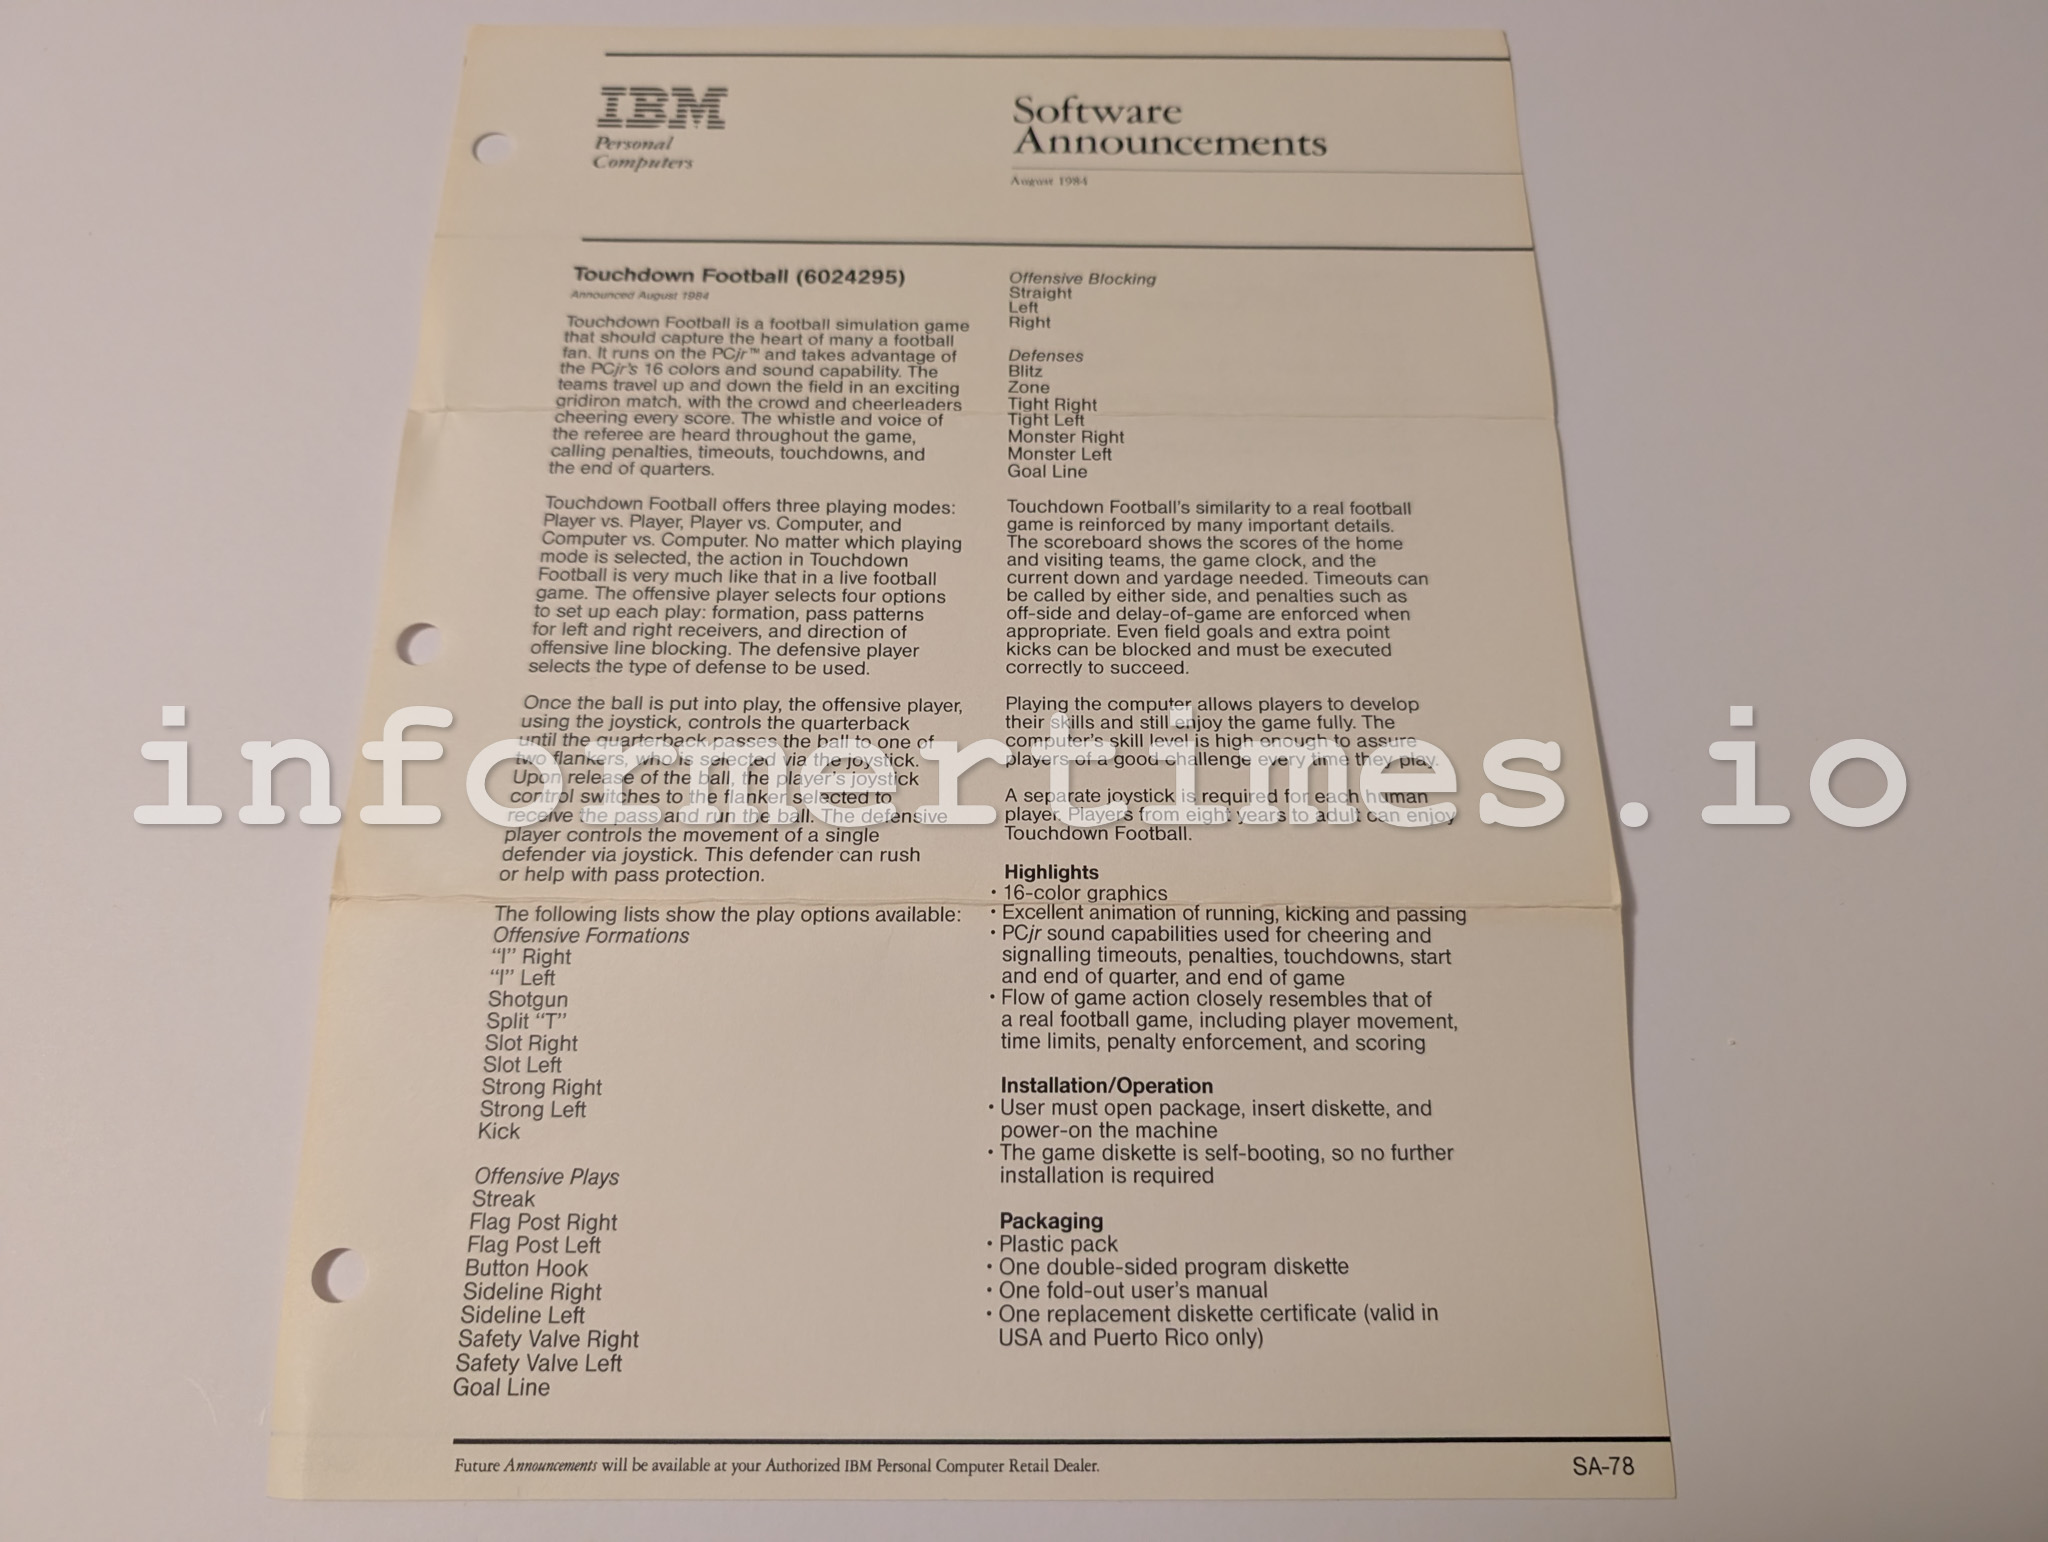 IBM
Personal
Computers
Software
Announcements
August 1984
Touchdown Football (6024295)
Announced August 1984
Touchdown Football is a football simulation game
that should capture the heart of many a football
fan. It runs on the PCjr™ and takes advantage of
the PCjr's 16 colors and sound capability. The
teams travel up and down the field in an exciting
gridiron match, with the crowd and cheerleaders
cheering every score. The whistle and voice of
the referee are heard throughout the game,
calling penalties, timeouts, touchdowns, and
the end of quarters.
Touchdown Football offers three playing modes:
Player vs. Player, Player vs. Computer, and
Computer vs. Computer. No matter which playing
mode is selected, the action in Touchdown
Football is very much like that in a live football
game. The offensive player selects four options
to set up each play: formation, pass patterns
for left and right receivers, and direction of
offensive line blocking. The defensive player
selects the type of defense to be used.
Once the ball is put into play, the offensive player,
using the joystick, controls the quarterback
until the quarterback passes the ball to one of
two flankers, who is selected via the joystick.
Upon release of the ball, the player's joystick
control switches to the flanker selected to
receive the pass and run the ball. The defensive
player controls the movement of a single
defender via joystick. This defender can rush
or help with pass protection.
The following lists show the play options available:
Offensive Formations
"I" Right
"I" Left
Shotgun
Split "T"
Slot Right
Slot Left
Strong Right
Strong Left
Kick
Offensive Plays
Streak
Flag Post Right
Flag Post Left
Button Hook
Sideline Right
Sideline Left
Safety Valve Right
Safety Valve Left
Goal Line
Offensive Blocking
Straight
Left
Right
Defenses
Blitz
Zone
Tight Right
Tight Left
Monster Right
Monster Left
Goal Line
Touchdown Football's similarity to a real football
game is reinforced by many important details.
The scoreboard shows the scores of the home
and visiting teams, the game clock, and the
current down and yardage needed. Timeouts can
be called by either side, and penalties such as
off-side and delay-of-game are enforced when
appropriate. Even field goals and extra point
kicks can be blocked and must be executed
correctly to succeed.
Playing the computer allows players to develop
their skills and still enjoy the game fully. The
computer's skill level is high enough to assure
players of a good challenge every time they play.
A separate joystick is required for each human
player. Players from eight years to adult can enjoy
Touchdown Football.
Highlights
• 16-color graphics
• Excellent animation of running, kicking and passing
• PCjr sound capabilities used for cheering and
signalling timeouts, penalties, touchdowns, start
and end of quarter, and end of game
• Flow of game action closely resembles that of
a real football game, including player movement,
time limits, penalty enforcement, and scoring
Installation/Operation
• User must open package, insert diskette, and
power-on the machine
• The game diskette is self-booting, so no further
installation is required
Packaging
• Plastic pack
• One double-sided program diskette
• One fold-out user's manual
• One replacement diskette certificate (valid in
USA and Puerto Rico only)
Future Announcements will be available at your Authorized IBM Personal Computer Retail Dealer.
SA-78
informertimes.io